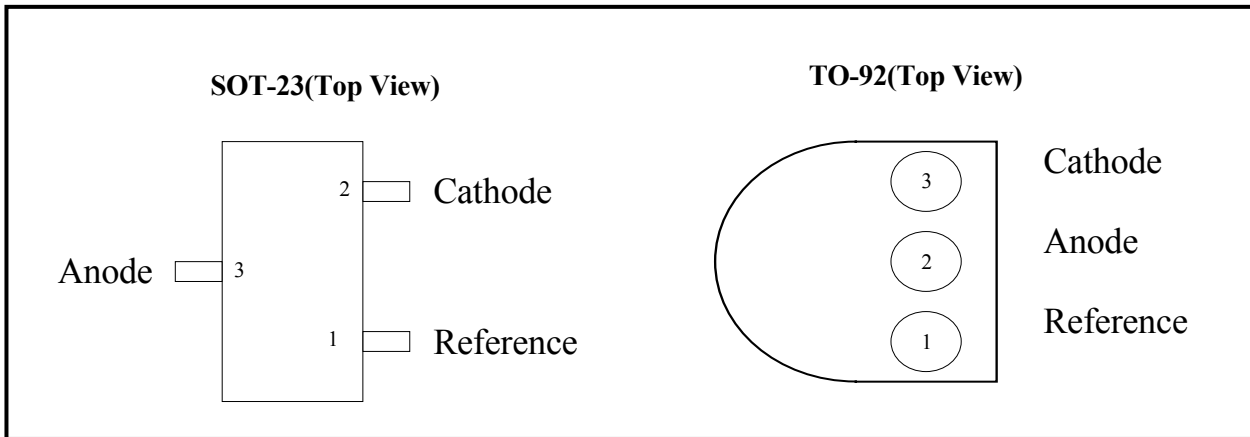 SOT-23(Top View)
2 Cathode
Anode 3
1 Reference
TO-92(Top View)
3 Cathode
2 Anode
1 Reference